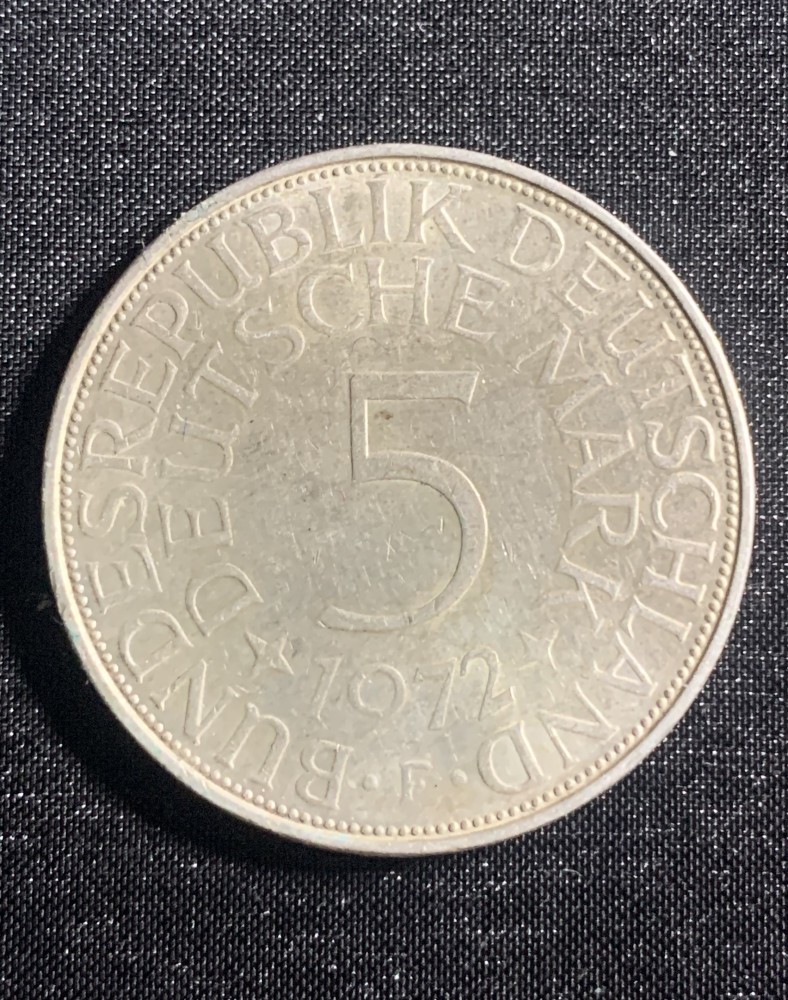 BUNDESREPUBLIK DEUTSCHLAND
DEUTSCHE MARK
5
1972
F